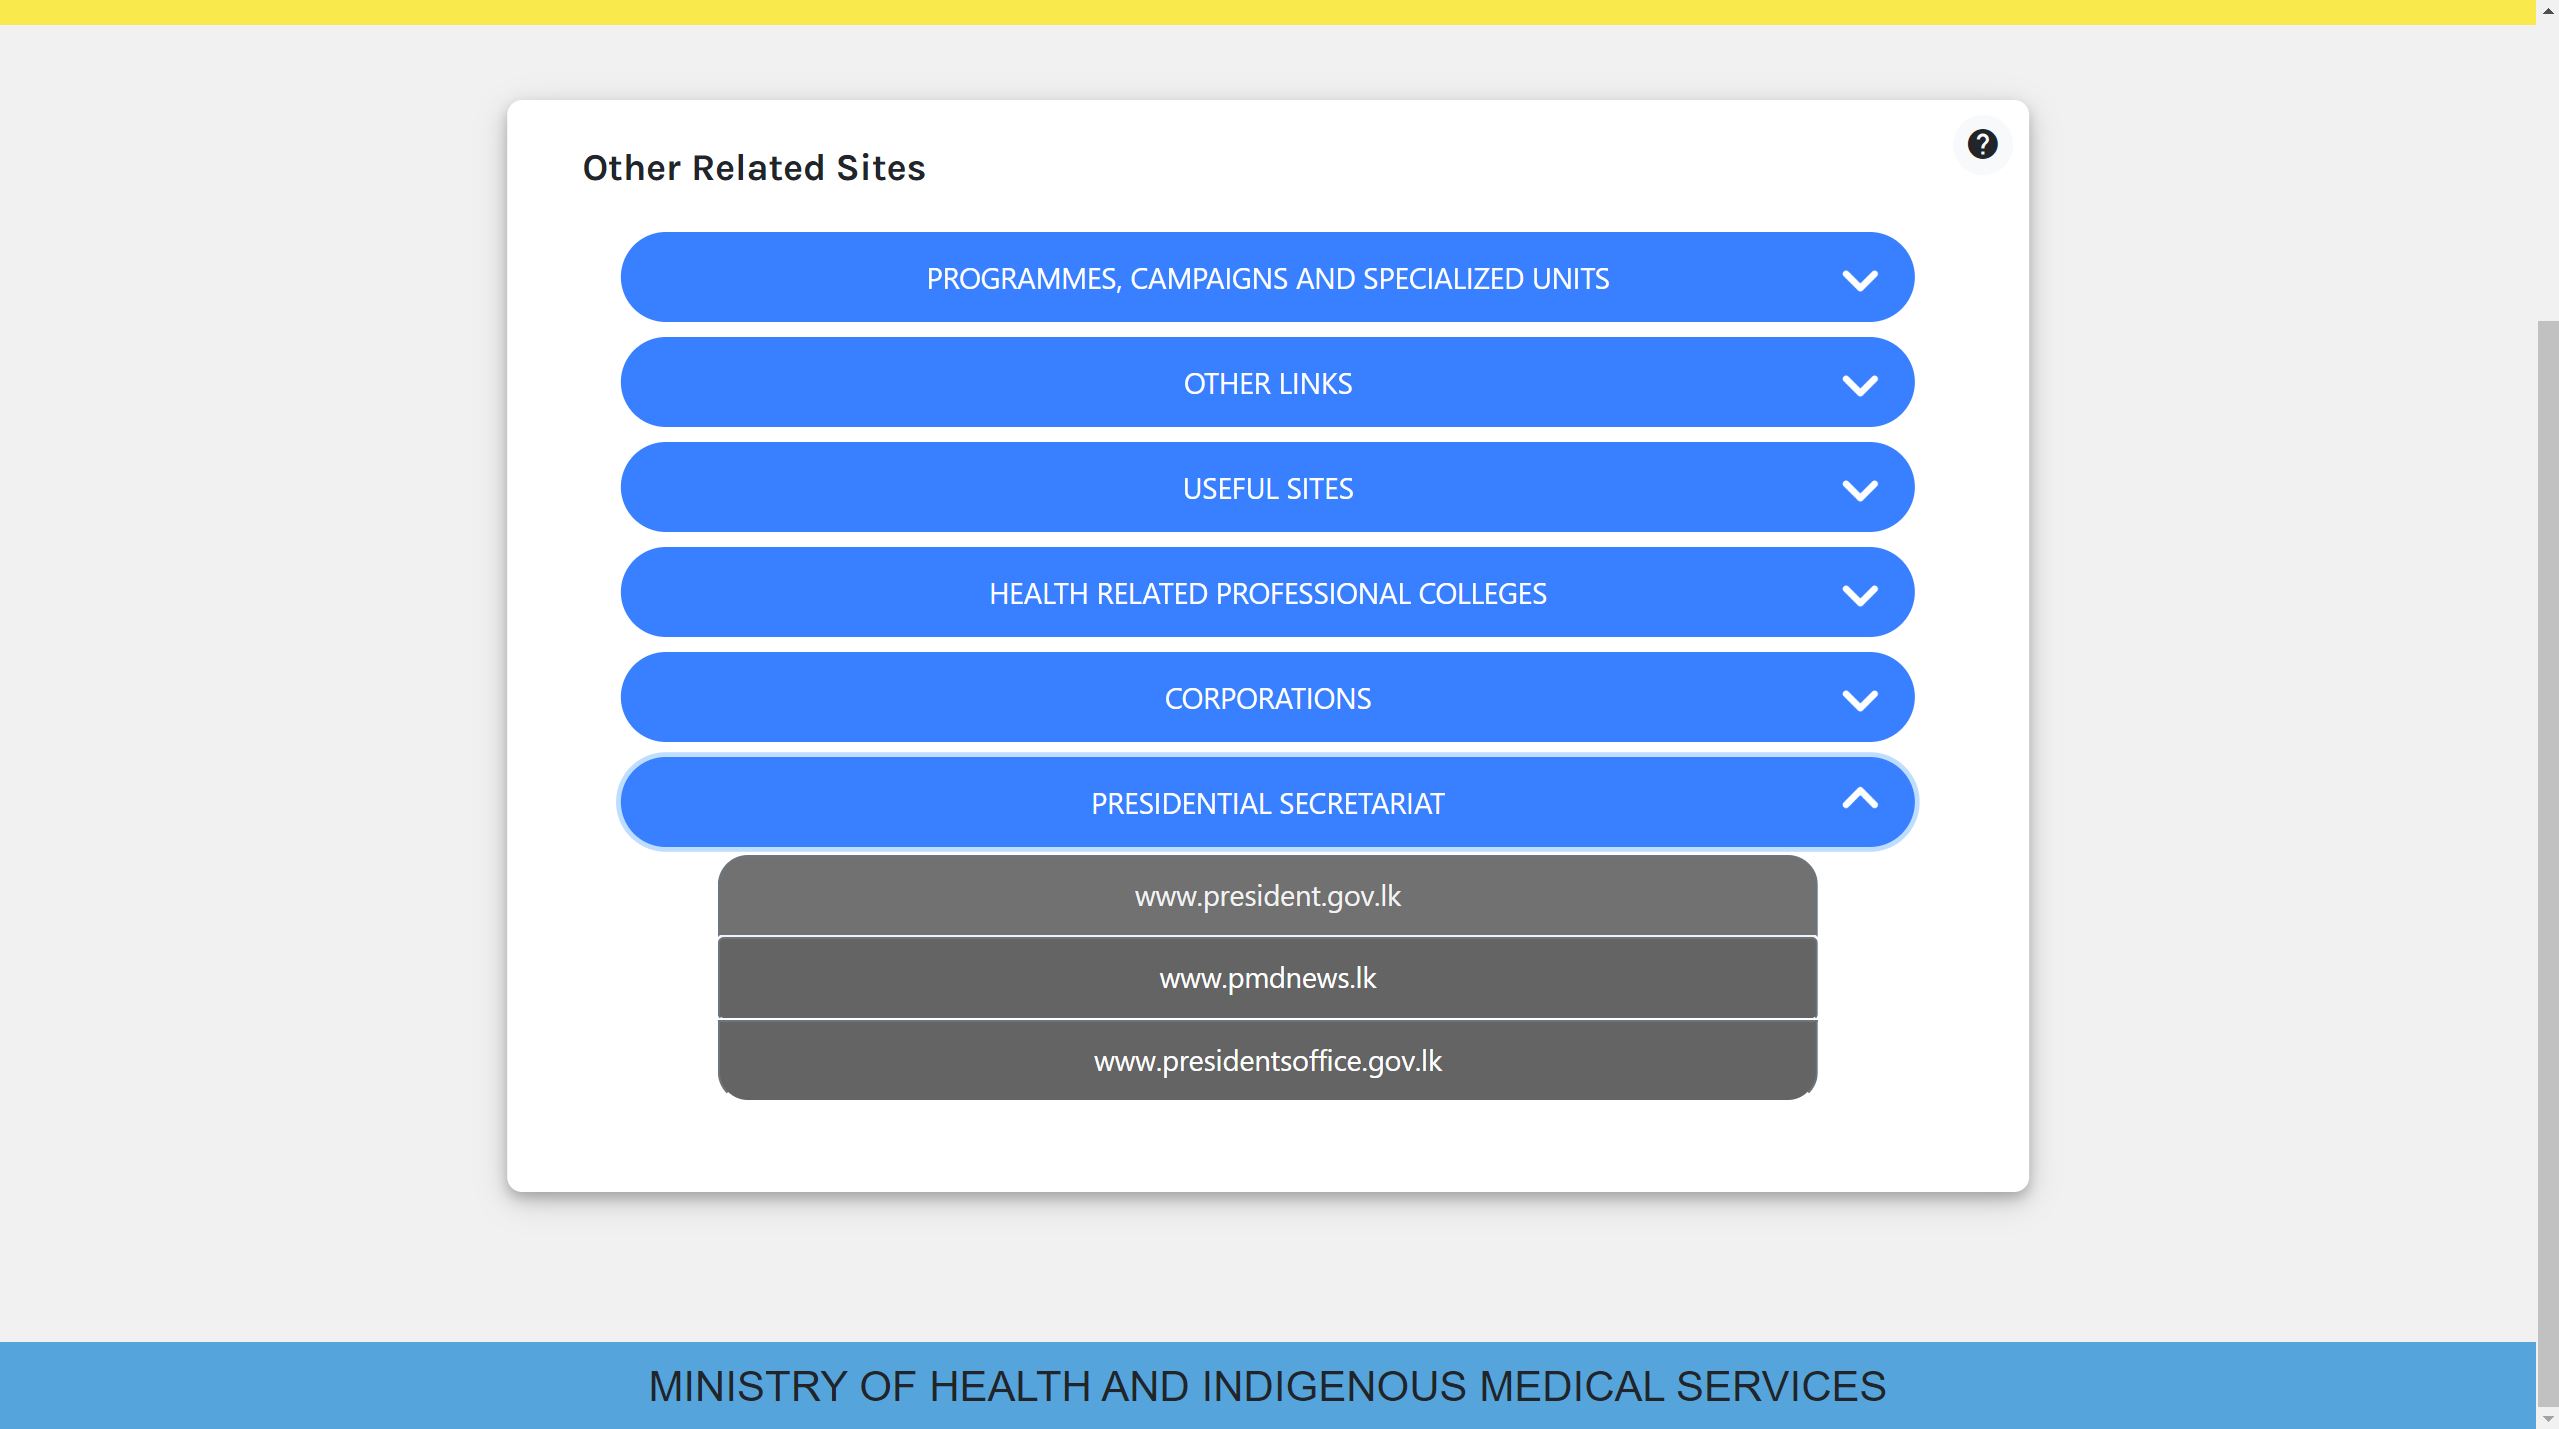 Other Related Sites
PROGRAMMES, CAMPAIGNS AND SPECIALIZED UNITS
OTHER LINKS
USEFUL SITES
HEALTH RELATED PROFESSIONAL COLLEGES
CORPORATIONS
PRESIDENTIAL SECRETARIAT
www.president.gov.lk
www.pmdnews.lk
www.presidentsoffice.gov.lk
MINISTRY OF HEALTH AND INDIGENOUS MEDICAL SERVICES